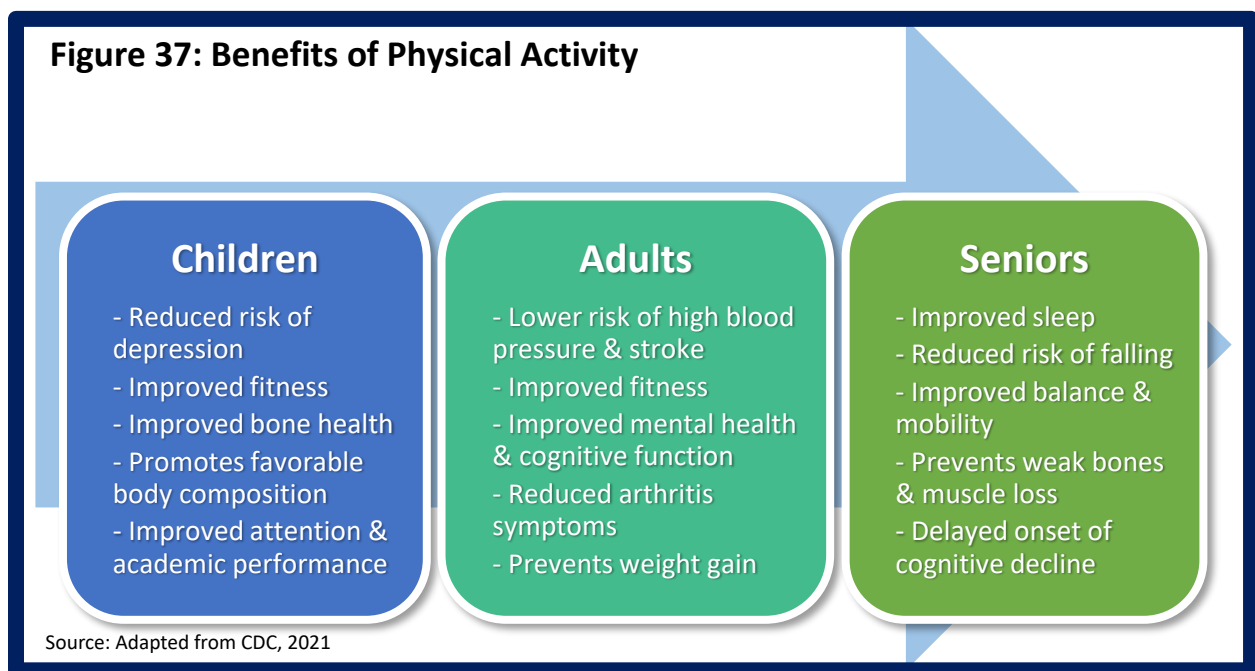 Figure 37: Benefits of Physical Activity
Children
- Reduced risk of
depression
- Improved fitness
- Improved bone health
- Promotes favorable
body composition
- Improved attention &
academic performance
Adults
- Lower risk of high blood
pressure & stroke
- Improved fitness
- Improved mental health
& cognitive function
- Reduced arthritis
symptoms
- Prevents weight gain
Seniors
- Improved sleep
- Reduced risk of falling
- Improved balance &
mobility
- Prevents weak bones
& muscle loss
- Delayed onset of
cognitive decline
Source: Adapted from CDC, 2021